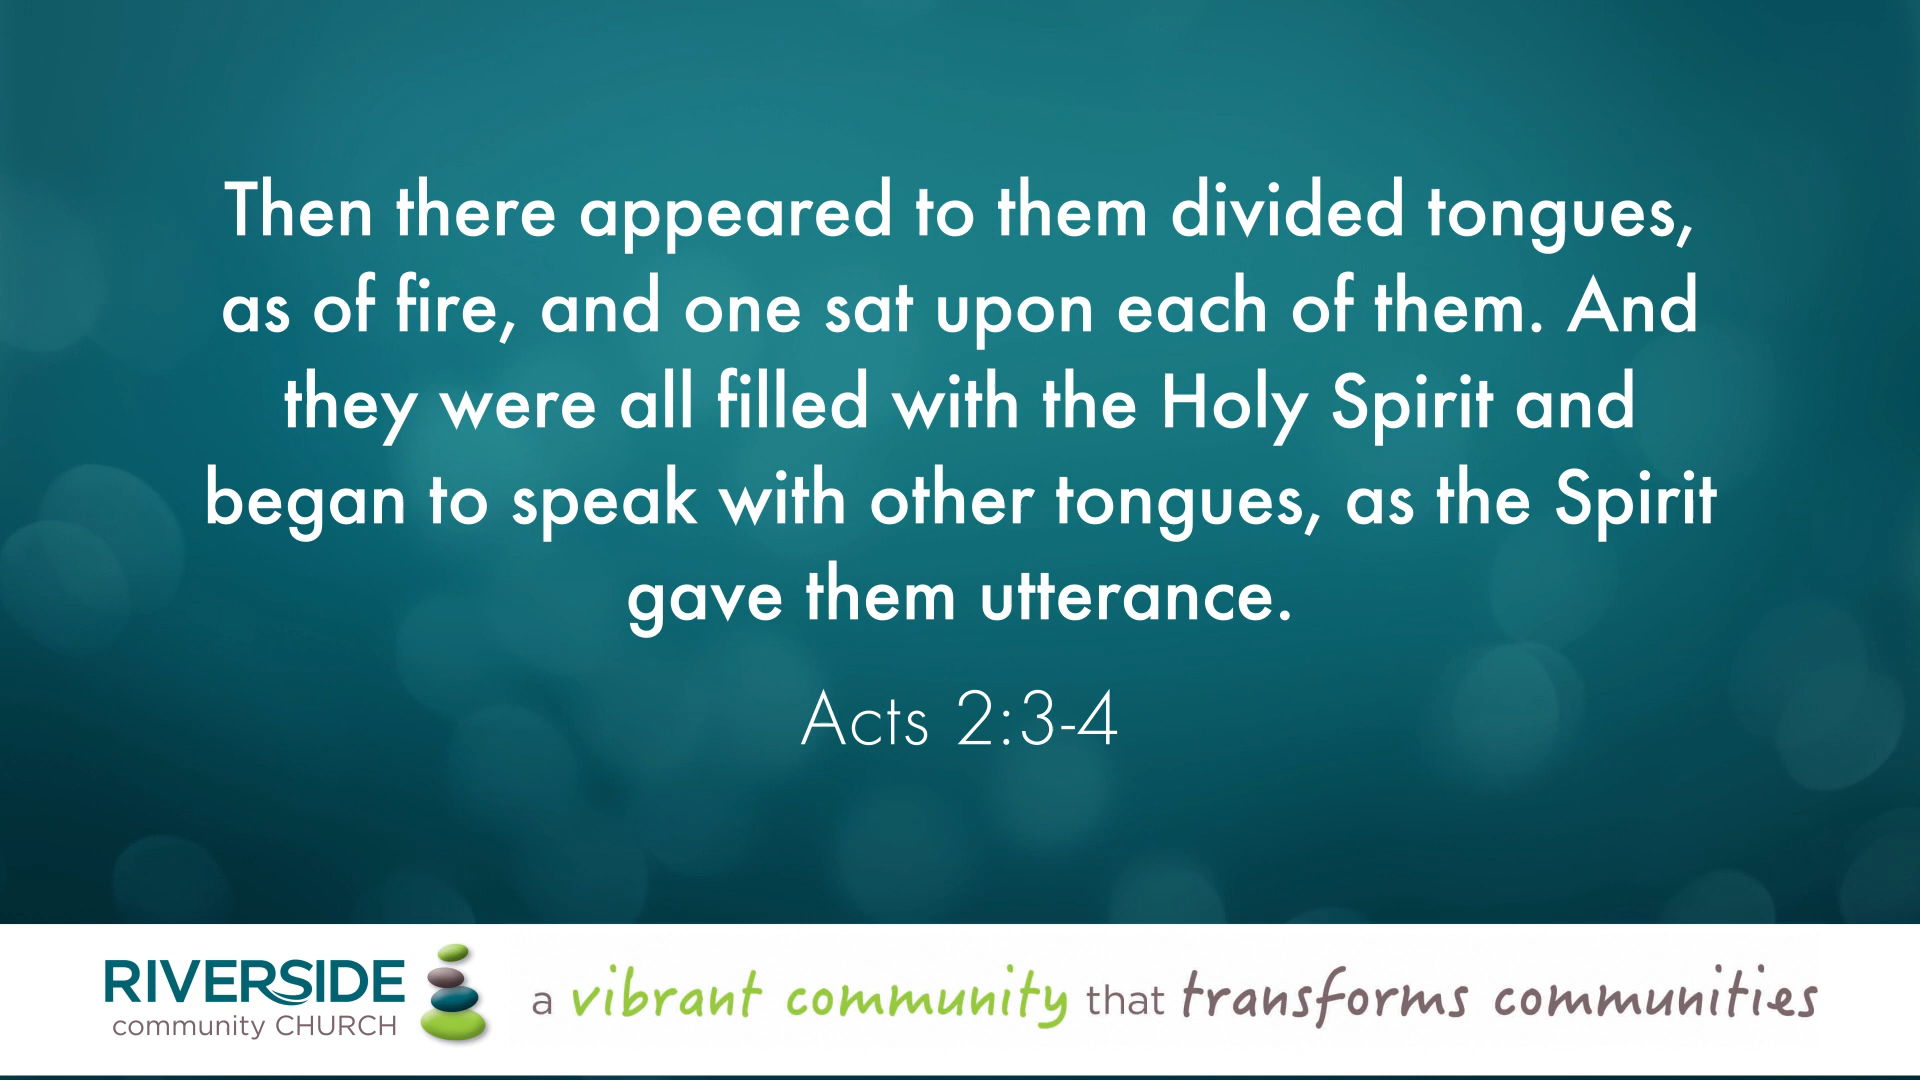 Then there appeared to them divided tongues,
as of fire, and one sat upon each of them. And
they were all filled with the Holy Spirit and
began to speak with other tongues, as the Spirit
gave them utterance.
Acts 2:3-4
RIVERSIDE
community CHURCH
a vibrant community that transforms communities